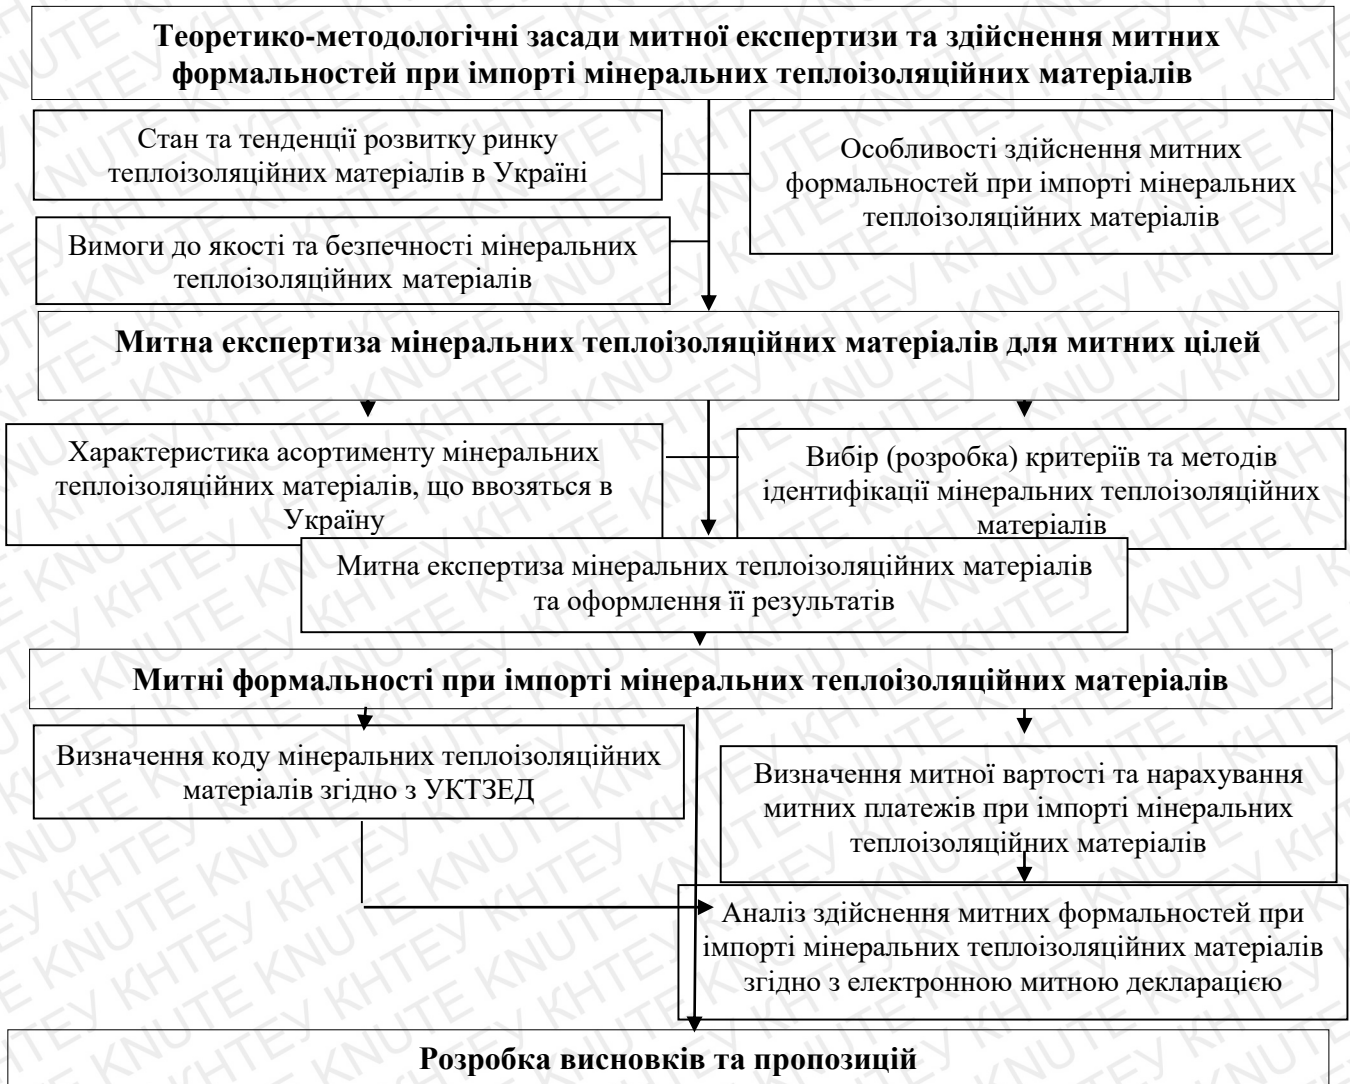 Теоретико-методологічні засади митної експертизи та здійснення митних
формальностей при імпорті мінеральних теплоізоляційних матеріалів
Стан та тенденції розвитку ринку
теплоізоляційних матеріалів в Україні
Особливості здійснення митних
формальностей при імпорті мінеральних
теплоізоляційних матеріалів
Вимоги до якості та безпечності мінеральних
теплоізоляційних матеріалів
Митна експертиза мінеральних теплоізоляційних матеріалів для митних цілей
Характеристика асортименту мінеральних
теплоізоляційних матеріалів, що ввозяться в
Україну
Вибір (розробка) критеріїв та методів
ідентифікації мінеральних теплоізоляційних
матеріалів
Митна експертиза мінеральних теплоізоляційних матеріалів
та оформлення її результатів
Митні формальності при імпорті мінеральних теплоізоляційних матеріалів
Визначення коду мінеральних теплоізоляційних
матеріалів згідно з УКТЗЕД
Визначення митної вартості та нарахування
митних платежів при імпорті мінеральних
теплоізоляційних матеріалів
Аналіз здійснення митних формальностей при
імпорті мінеральних теплоізоляційних матеріалів
згідно з електронною митною декларацією
Розробка висновків та пропозицій